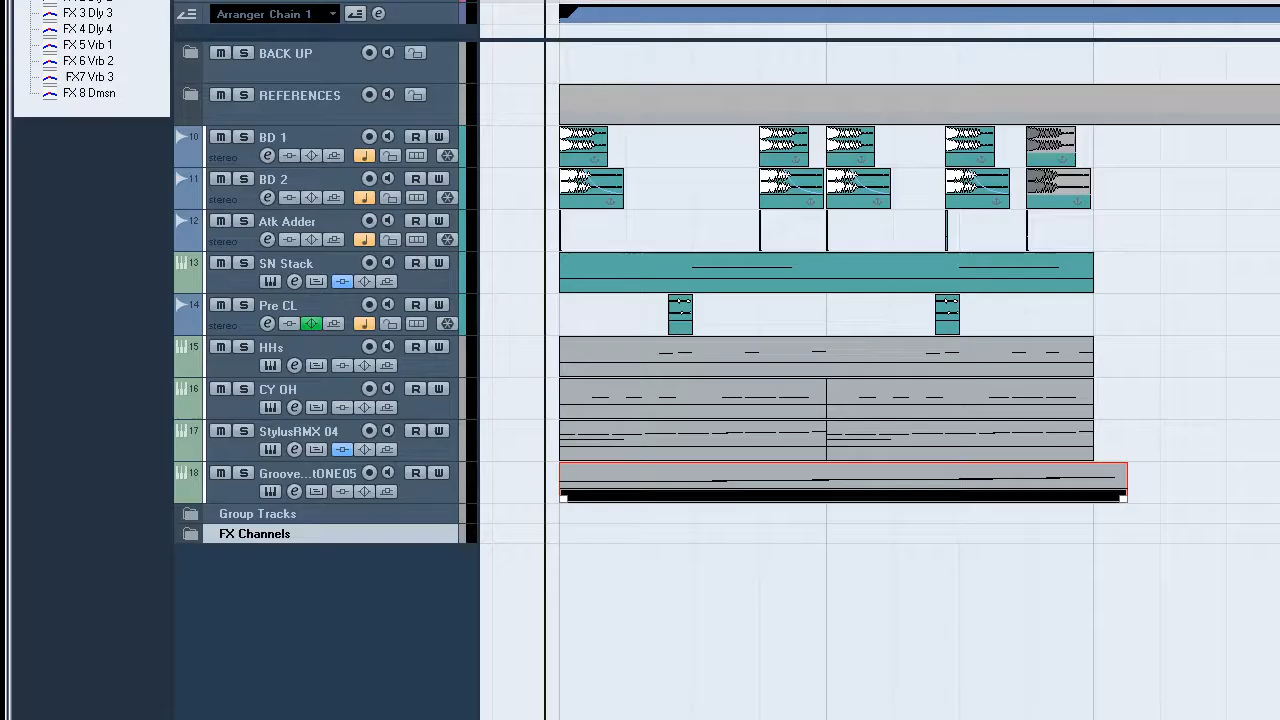 FX 3 Dly 3
FX 4 Dly 4
FX 5 Vrb 1
FX 6 Vrb 2
FX7 Vrb 3
FX 8 Dmsn
Arranger Chain 1
e
M S BACK UP
M S REFERENCES
10 M S BD 1 R W
stereo e
11 M S BD 2 R W
stereo e
12 M S Atk Adder R W
stereo e
13 M S SN Stack R W
e
14 M S Pre CL R W
stereo e
15 M S HHs R W
e
16 M S CY OH R W
e
17 M S StylusRMX 04 R W
e
18 M S Groove...tONE05 R W
e
Group Tracks
FX Channels